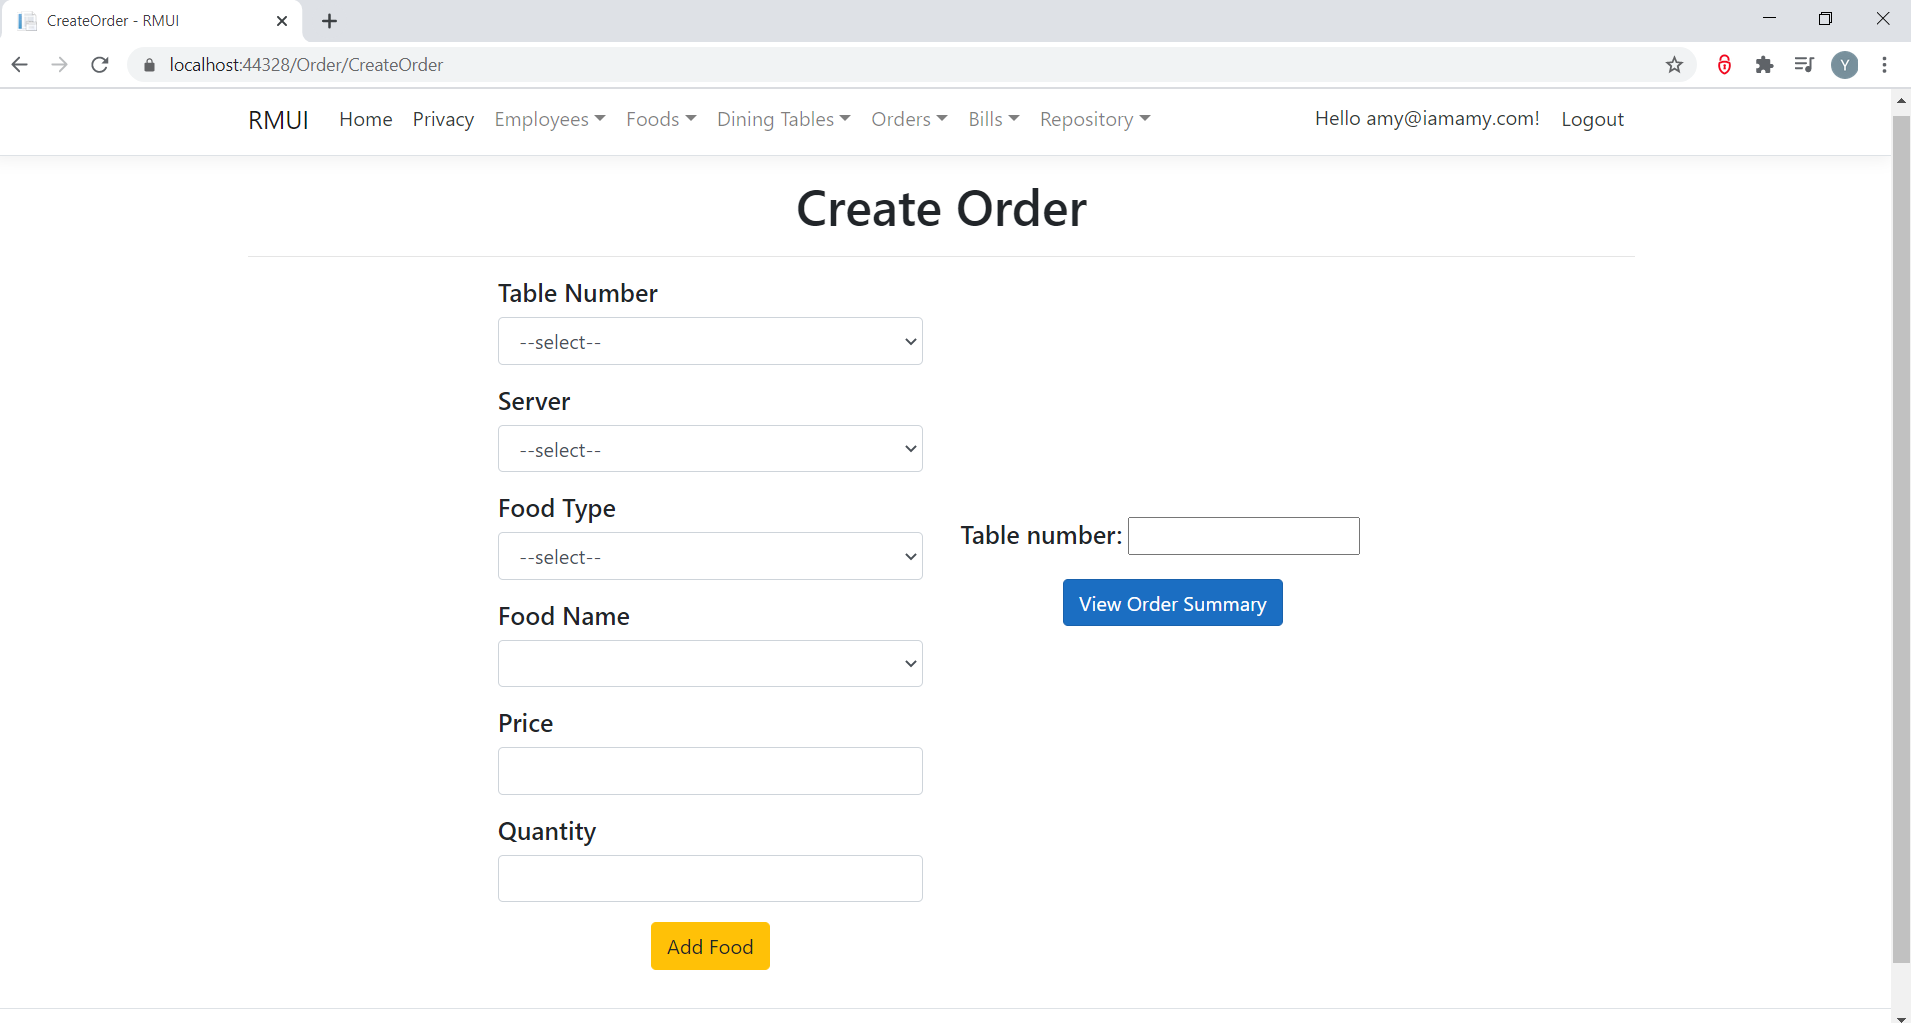 CreateOrder - RMUI
localhost:44328/Order/CreateOrder
Y
RMUI Home Privacy Employees Foods Dining Tables Orders Bills Repository Hello amy@iamamy.com! Logout
Create Order
Table Number
--select--
Server
--select--
Food Type
--select--
Table number:
View Order Summary
Food Name
Price
Quantity
Add Food